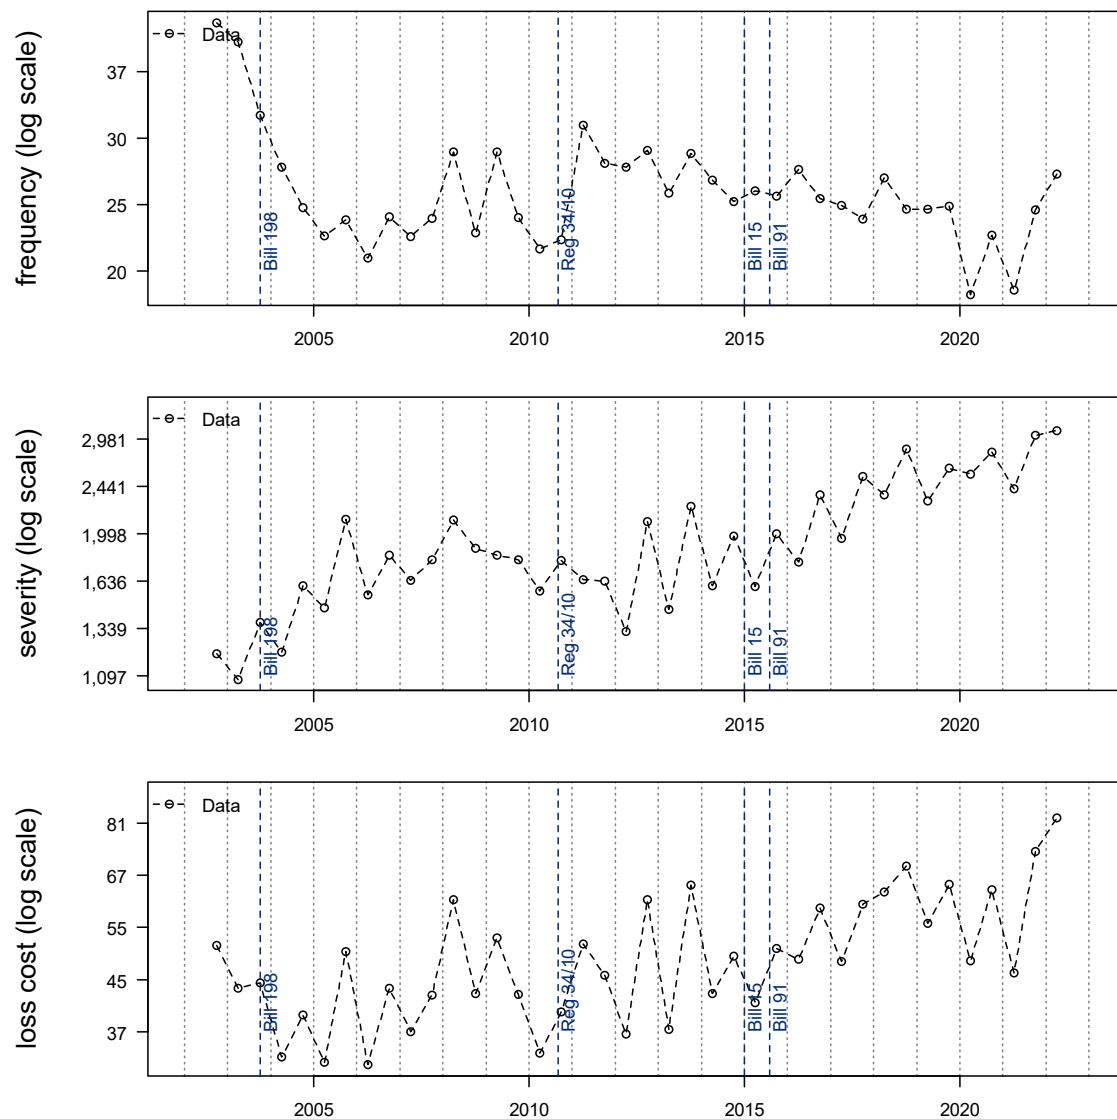 frequency (log scale)
Data
37
30
25
20
Bill 198
Reg 34/10
Bill 15
Bill 91
2005
2010
2015
2020
severity (log scale)
Data
2,981
2,441
1,998
1,636
1,339
1,097
Bill 198
Reg 34/10
Bill 15
Bill 91
2005
2010
2015
2020
loss cost (log scale)
Data
81
67
55
45
37
Bill 198
Reg 34/10
Bill 15
Bill 91
2005
2010
2015
2020